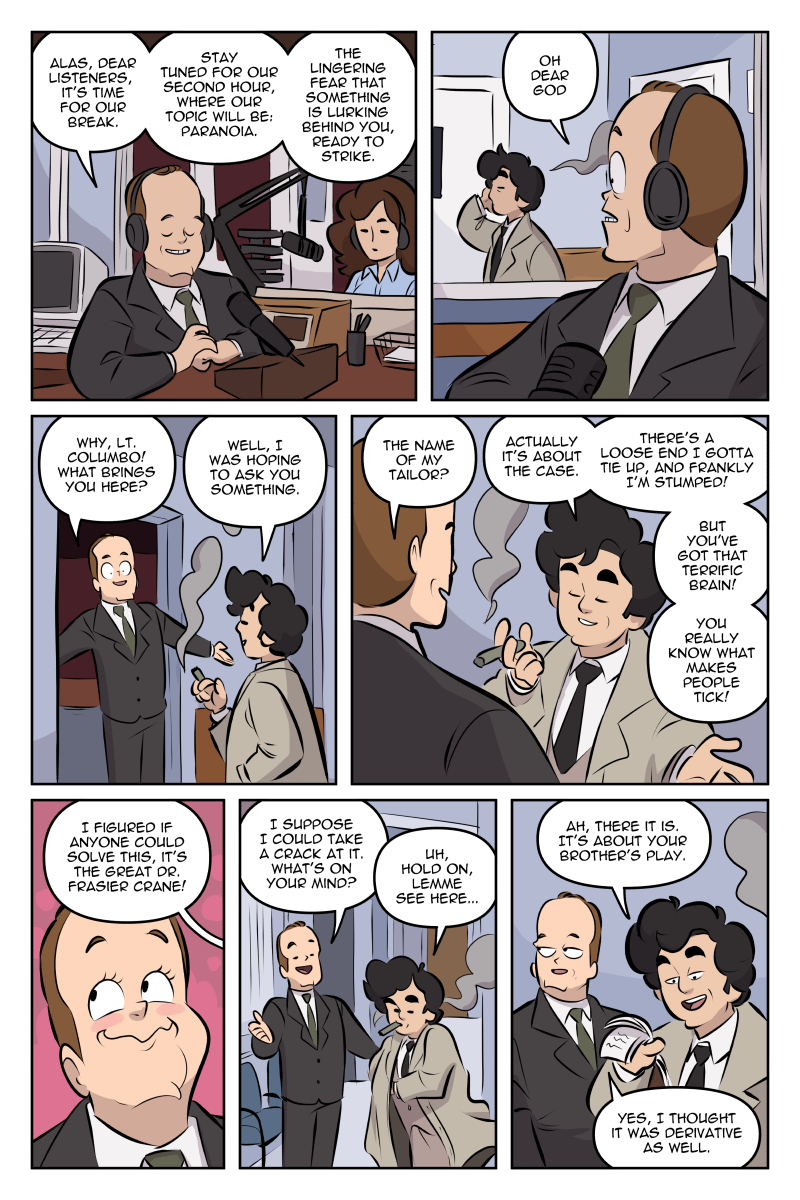 ALAS, DEAR
LISTENERS,
IT'S TIME
FOR OUR
BREAK.
STAY
TUNED FOR OUR
SECOND HOUR,
WHERE OUR
TOPIC WILL BE:
PARANOIA.
THE
LINGERING
FEAR THAT
SOMETHING
IS LURKING
BEHIND YOU,
READY TO
STRIKE.
OH
DEAR
GOD
WHY, LT.
COLUMBO!
WHAT BRINGS
YOU HERE?
WELL, I
WAS HOPING
TO ASK YOU
SOMETHING.
THE NAME
OF MY
TAILOR?
ACTUALLY
IT'S ABOUT
THE CASE.
THERE'S A
LOOSE END I GOTTA
TIE UP, AND FRANKLY
I'M STUMPED!
BUT
YOU'VE
GOT THAT
TERRIFIC
BRAIN!
YOU
REALLY
KNOW WHAT
MAKES
PEOPLE
TICK!
I FIGURED IF
ANYONE COULD
SOLVE THIS, IT'S
THE GREAT DR.
FRASIER CRANE!
I SUPPOSE
I COULD TAKE
A CRACK AT IT.
WHAT'S ON
YOUR MIND?
UH,
HOLD ON,
LEMME
SEE HERE...
AH, THERE IT IS.
IT'S ABOUT YOUR
BROTHER'S PLAY.
YES, I THOUGHT
IT WAS DERIVATIVE
AS WELL.